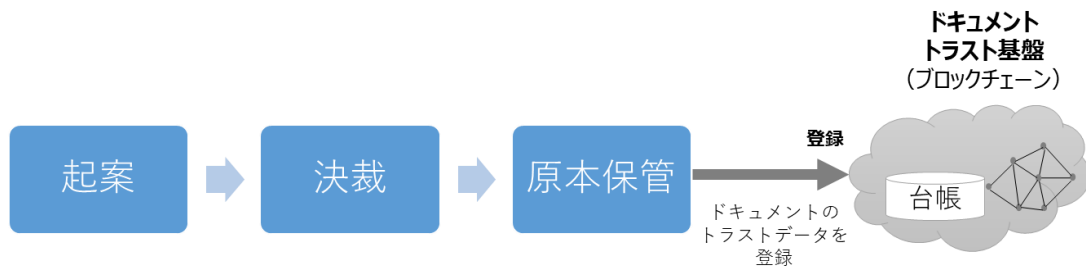 ドキュメント
トラスト基盤
（ブロックチェーン）
起案
決裁
原本保管
登録
ドキュメントの
トラストデータを
登録
台帳